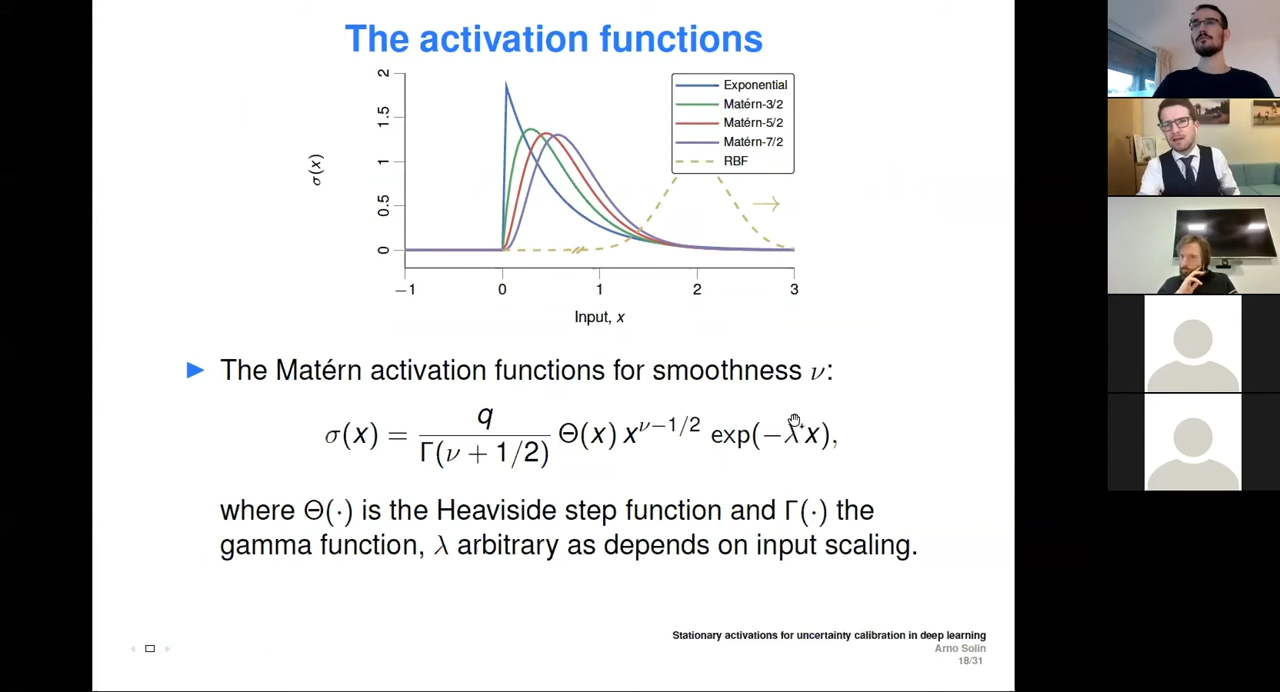 The activation functions
2
1.5
1
0.5
0
σ(x)
Exponential
Matérn-3/2
Matérn-5/2
Matérn-7/2
RBF
−1 0 1 2 3
Input, x
The Matérn activation functions for smoothness ν:
σ(x) = q / Γ(ν + 1/2) Θ(x) x^{ν−1/2} exp(−λx),
where Θ(·) is the Heaviside step function and Γ(·) the
gamma function, λ arbitrary as depends on input scaling.
Stationary activations for uncertainty calibration in deep learning
Arno Solin
18/31